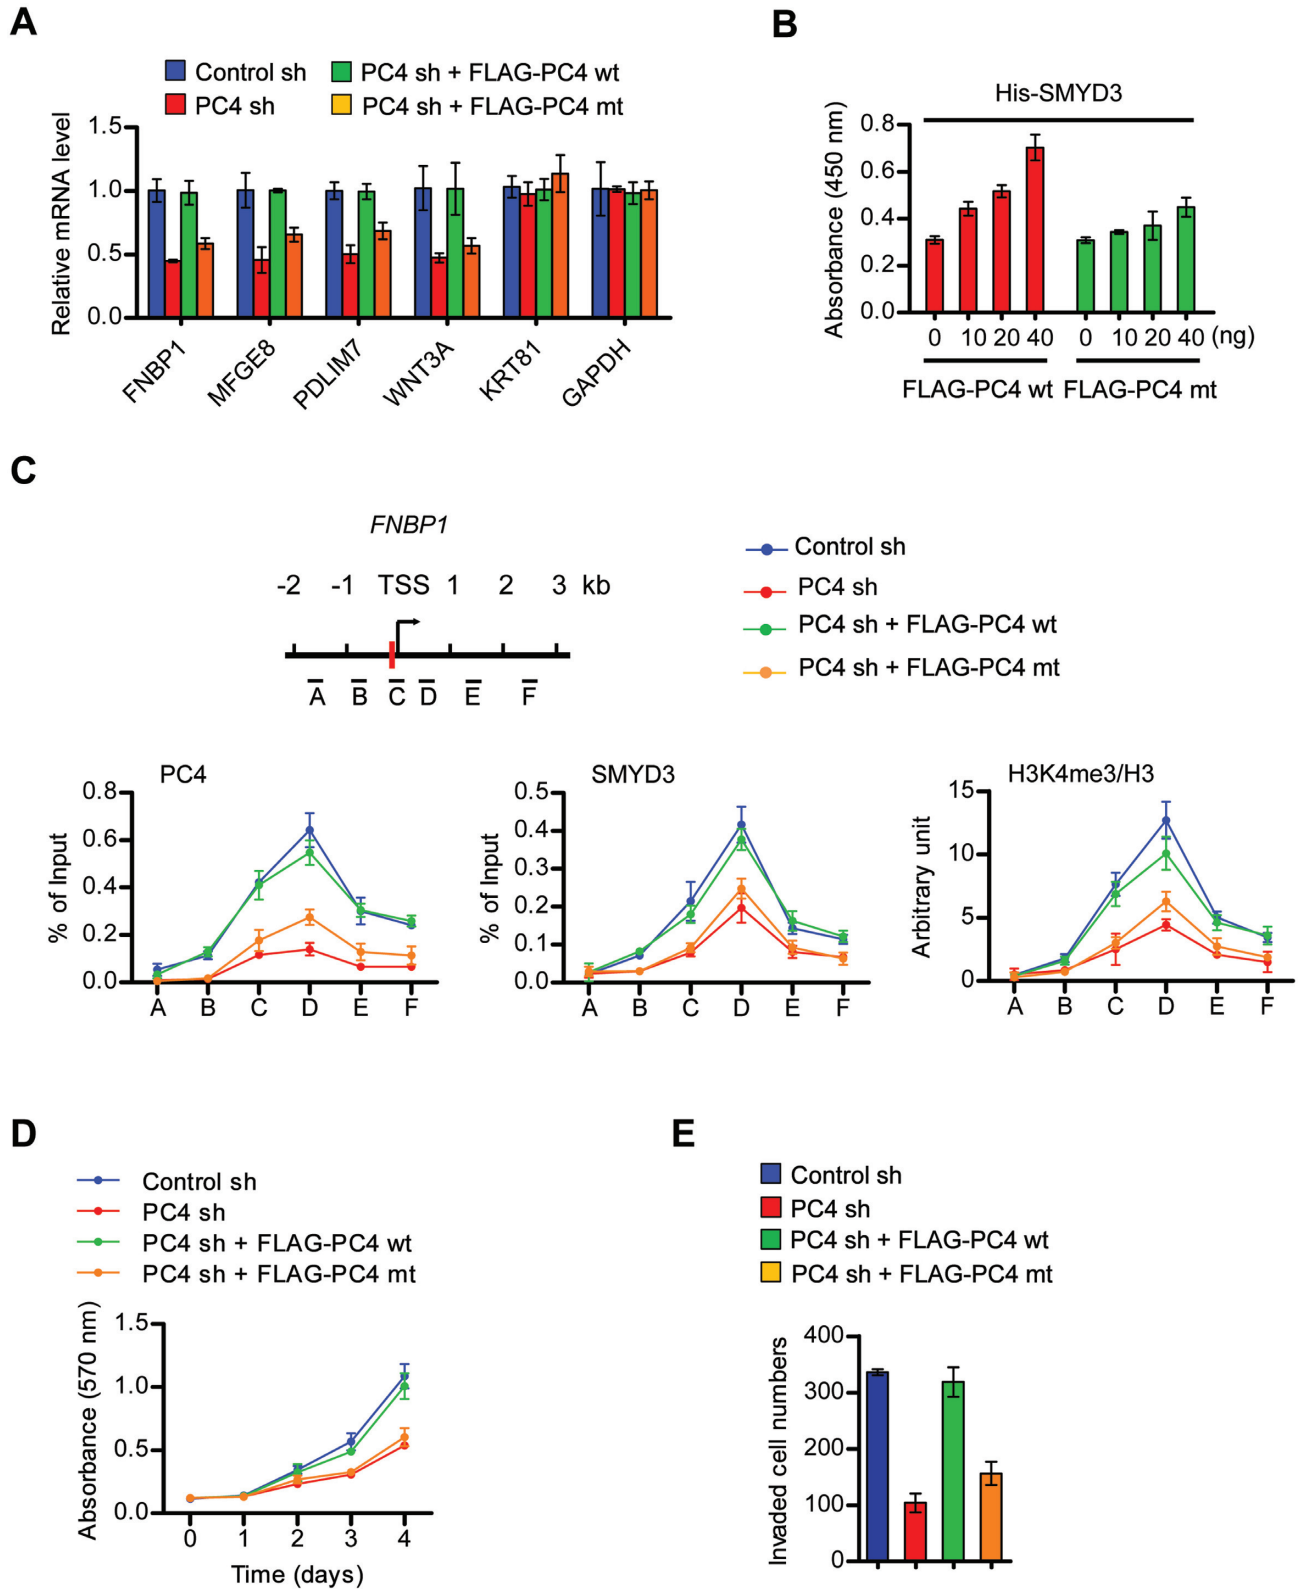 A
Control sh
PC4 sh + FLAG-PC4 wt
PC4 sh
PC4 sh + FLAG-PC4 mt
Relative mRNA level
1.5
1.0
0.5
0.0
FNBP1
MFGE8
PDLIM7
WNT3A
KRT81
GAPDH
B
His-SMYD3
Absorbance (450 nm)
0.8
0.6
0.4
0.2
0.0
0 10 20 40 0 10 20 40 (ng)
FLAG-PC4 wt FLAG-PC4 mt
C
FNBP1
-2 -1 TSS 1 2 3 kb
A B C D E F
Control sh
PC4 sh
PC4 sh + FLAG-PC4 wt
PC4 sh + FLAG-PC4 mt
PC4
% of Input
0.8
0.6
0.4
0.2
0.0
A B C D E F
SMYD3
% of Input
0.5
0.4
0.3
0.2
0.1
0.0
A B C D E F
H3K4me3/H3
Arbitrary unit
15
10
5
0
A B C D E F
D
Control sh
PC4 sh
PC4 sh + FLAG-PC4 wt
PC4 sh + FLAG-PC4 mt
Absorbance (570 nm)
1.5
1.0
0.5
0.0
0 1 2 3 4
Time (days)
E
Control sh
PC4 sh
PC4 sh + FLAG-PC4 wt
PC4 sh + FLAG-PC4 mt
Invaded cell numbers
400
300
200
100
0